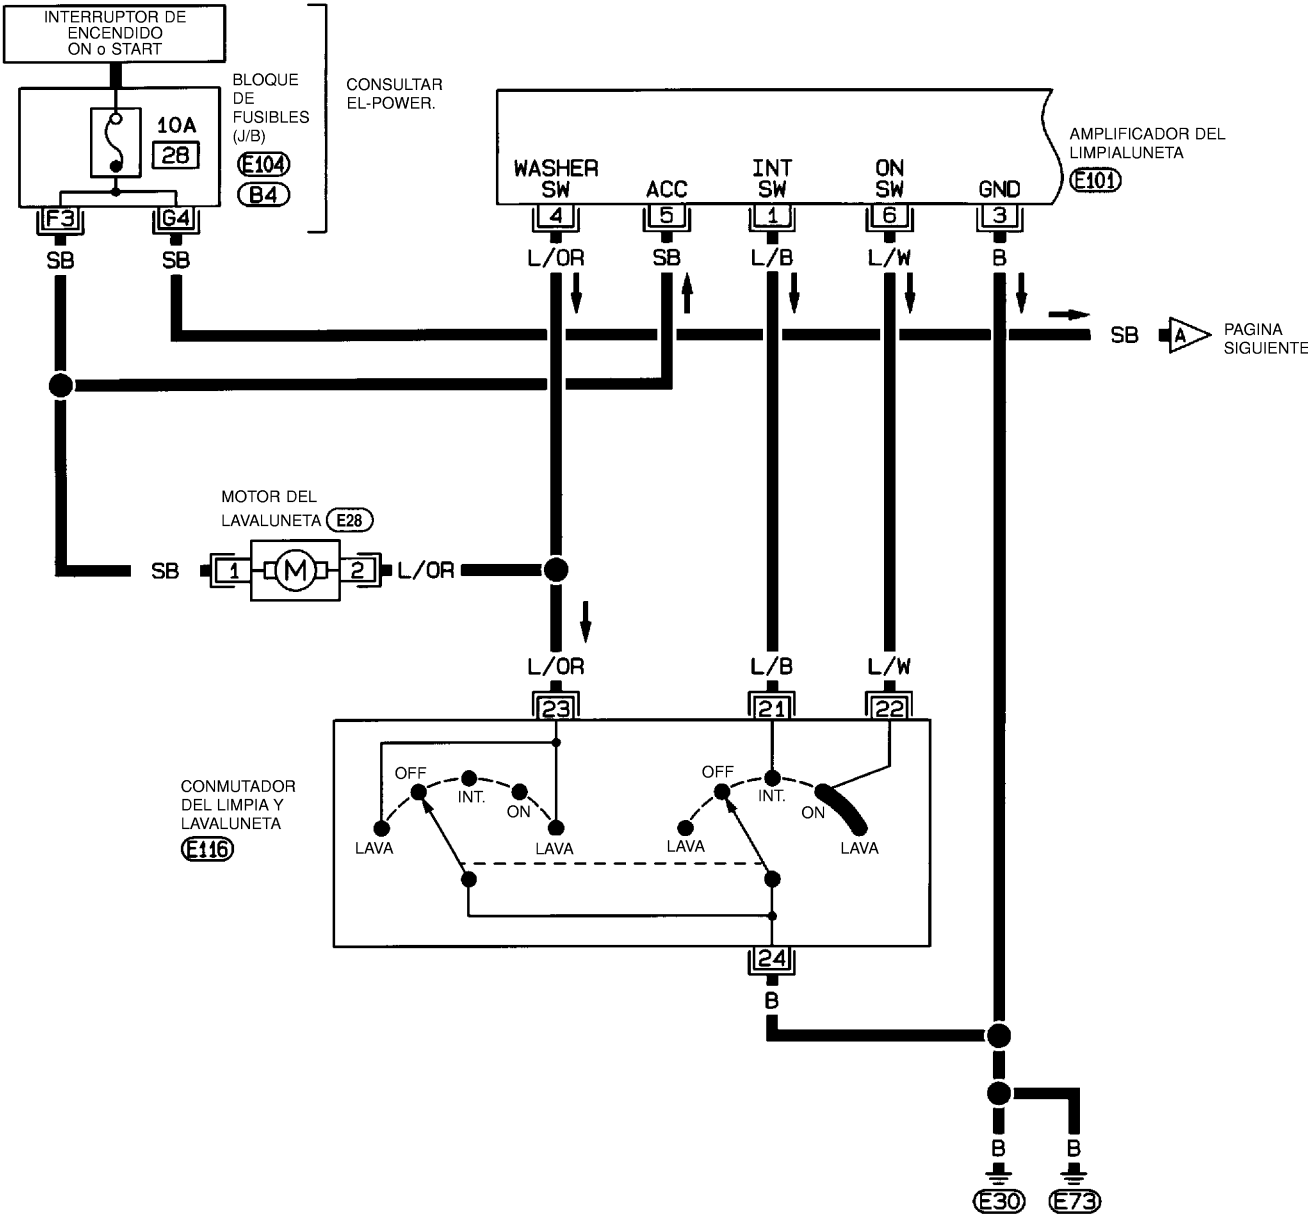 INTERRUPTOR DE
ENCENDIDO
ON o START
BLOQUE
DE
FUSIBLES
(J/B)
E104
B4
10A
28
F3
G4
SB
SB
CONSULTAR
EL-POWER.
AMPLIFICADOR DEL
LIMPIALUNETA
E101
WASHER
SW
ACC
INT
SW
ON
SW
GND
4
5
1
6
3
L/OR
SB
L/B
L/W
B
SB
A
PAGINA
SIGUIENTE
MOTOR DEL
LAVALUNETA E28
SB
1
M
2
L/OR
L/OR
L/B
L/W
23
21
22
CONMUTADOR
DEL LIMPIA Y
LAVALUNETA
E116
OFF
INT.
ON
LAVA
LAVA
OFF
INT.
ON
LAVA
LAVA
24
B
B
B
E30
E73